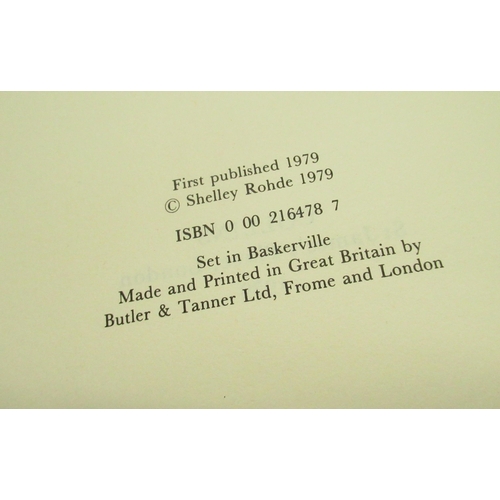 First published 1979
© Shelley Rohde 1979
ISBN 0 00 216478 7
Set in Baskerville
Made and Printed in Great Britain by
Butler & Tanner Ltd, Frome and London